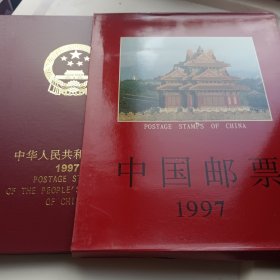 中华人民共和
1997
POSTAGE ST
OF THE PEOPLE'S
OF CHI
POSTAGE STAMPS OF CHINA
中国邮票
1997